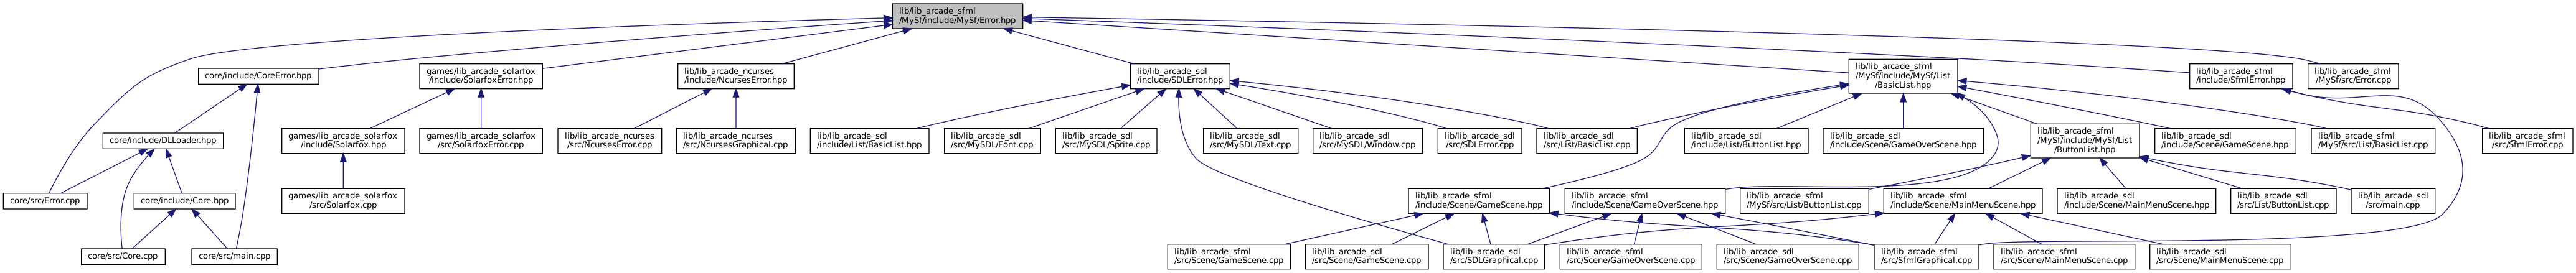 lib/lib_arcade_sfml
/MySf/include/MySf/Error.hpp
core/include/CoreError.hpp
games/lib_arcade_solarfox
/include/SolarfoxError.hpp
lib/lib_arcade_ncurses
/include/NcursesError.hpp
lib/lib_arcade_sdl
/include/SDLError.hpp
lib/lib_arcade_sfml
/MySf/include/MySf/List
/BasicList.hpp
lib/lib_arcade_sfml
/include/SfmlError.hpp
lib/lib_arcade_sfml
/MySf/src/Error.cpp
core/include/DLLoader.hpp
games/lib_arcade_solarfox
/include/Solarfox.hpp
games/lib_arcade_solarfox
/src/SolarfoxError.cpp
lib/lib_arcade_ncurses
/src/NcursesError.cpp
lib/lib_arcade_ncurses
/src/NcursesGraphical.cpp
lib/lib_arcade_sdl
/include/List/BasicList.hpp
lib/lib_arcade_sdl
/src/MySDL/Font.cpp
lib/lib_arcade_sdl
/src/MySDL/Sprite.cpp
lib/lib_arcade_sdl
/src/MySDL/Text.cpp
lib/lib_arcade_sdl
/src/MySDL/Window.cpp
lib/lib_arcade_sdl
/src/SDLError.cpp
lib/lib_arcade_sdl
/src/List/BasicList.cpp
lib/lib_arcade_sdl
/include/List/ButtonList.hpp
lib/lib_arcade_sdl
/include/Scene/GameOverScene.hpp
lib/lib_arcade_sfml
/MySf/include/MySf/List
/ButtonList.hpp
lib/lib_arcade_sdl
/include/Scene/GameScene.hpp
lib/lib_arcade_sfml
/MySf/src/List/BasicList.cpp
lib/lib_arcade_sfml
/src/SfmlError.cpp
core/src/Error.cpp
core/include/Core.hpp
games/lib_arcade_solarfox
/src/Solarfox.cpp
lib/lib_arcade_sfml
/include/Scene/GameScene.hpp
lib/lib_arcade_sfml
/include/Scene/GameOverScene.hpp
lib/lib_arcade_sfml
/MySf/src/List/ButtonList.cpp
lib/lib_arcade_sfml
/include/Scene/MainMenuScene.hpp
lib/lib_arcade_sdl
/include/Scene/MainMenuScene.hpp
lib/lib_arcade_sdl
/src/List/ButtonList.cpp
lib/lib_arcade_sdl
/src/main.cpp
core/src/Core.cpp
core/src/main.cpp
lib/lib_arcade_sfml
/src/Scene/GameScene.cpp
lib/lib_arcade_sdl
/src/Scene/GameScene.cpp
lib/lib_arcade_sdl
/src/SDLGraphical.cpp
lib/lib_arcade_sfml
/src/Scene/GameOverScene.cpp
lib/lib_arcade_sdl
/src/Scene/GameOverScene.cpp
lib/lib_arcade_sfml
/src/SfmlGraphical.cpp
lib/lib_arcade_sfml
/src/Scene/MainMenuScene.cpp
lib/lib_arcade_sdl
/src/Scene/MainMenuScene.cpp